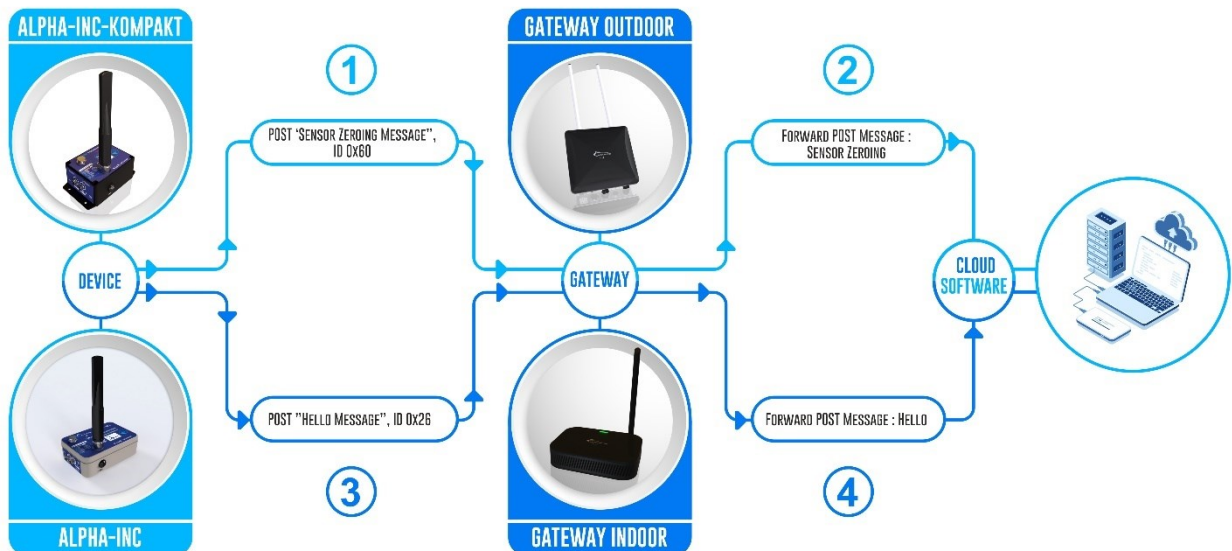 ALPHA-INC-KOMPAKT
GATEWAY OUTDOOR
1
2
POST ‘SENSOR ZEROING MESSAGE”,
ID 0X60
FORWARD POST MESSAGE :
SENSOR ZEROING
DEVICE
GATEWAY
CLOUD
SOFTWARE
POST ”HELLO MESSAGE”, ID 0X26
FORWARD POST MESSAGE : HELLO
3
4
ALPHA-INC
GATEWAY INDOOR